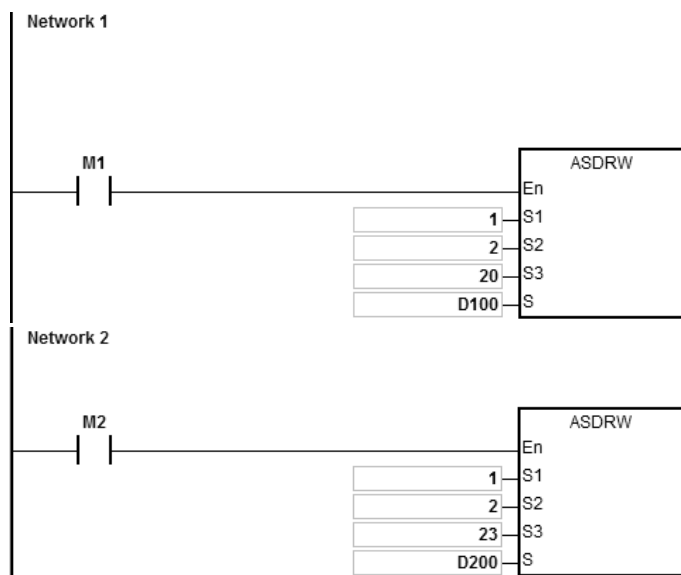 Network 1
M1
ASDRW
En
1 S1
2 S2
20 S3
D100 S
Network 2
M2
ASDRW
En
1 S1
2 S2
23 S3
D200 S